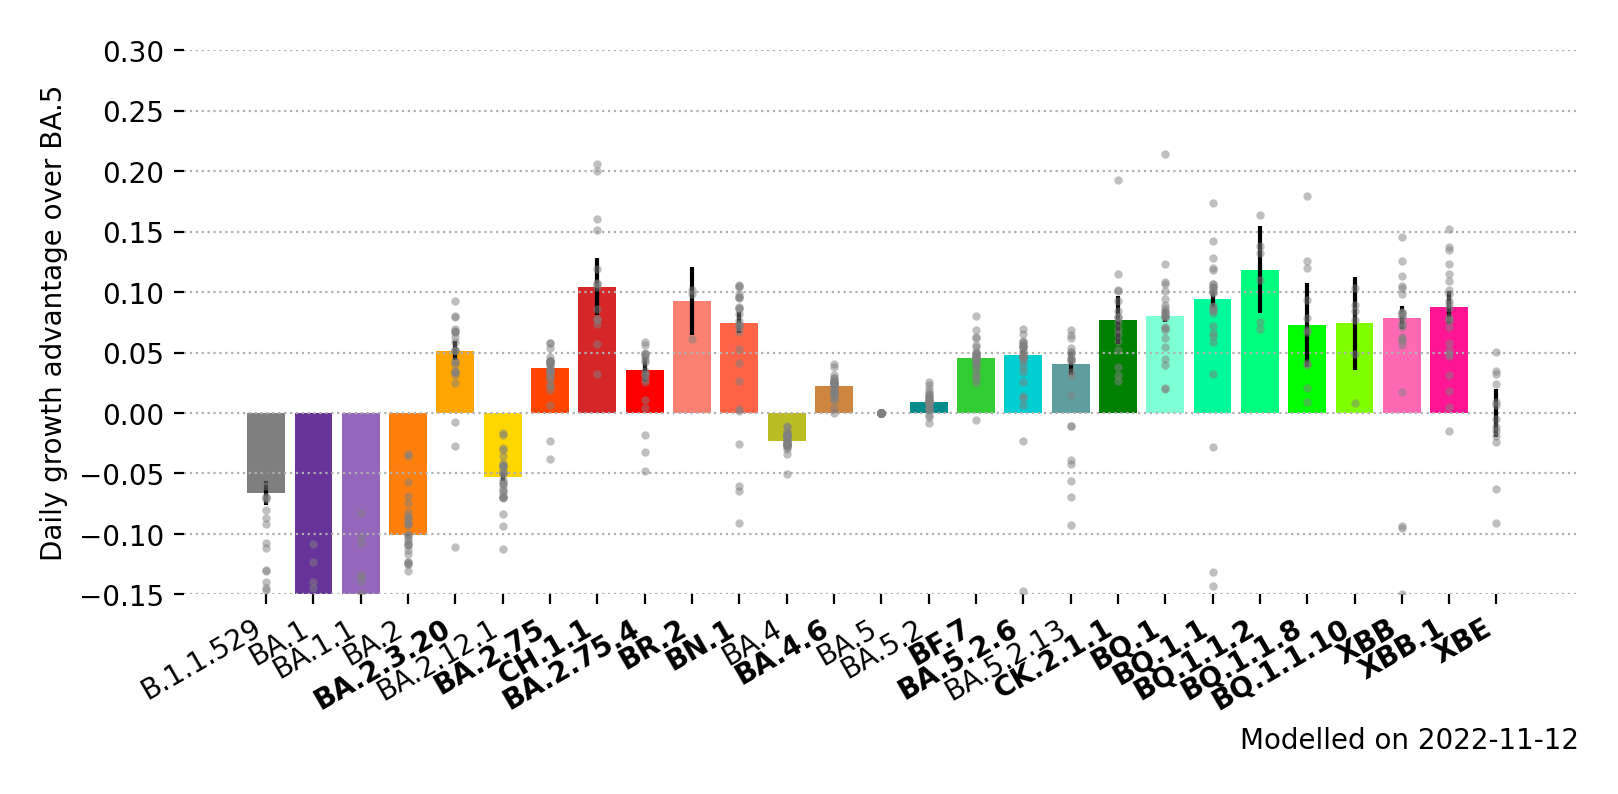 Daily growth advantage over BA.5
0.30
0.25
0.20
0.15
0.10
0.05
0.00
−0.05
−0.10
−0.15
B.1.1.529
BA.1
BA.1.1
BA.2
BA.2.3.20
BA.2.12.1
BA.2.75
CH.1.1
BA.2.75.4
BR.2
BN.1
BA.4
BA.4.6
BA.5
BA.5.2
BF.7
BA.5.2.6
BA.5.2.13
CK.2.1.1
BQ.1
BQ.1.1
BQ.1.1.2
BQ.1.1.8
BQ.1.1.10
XBB
XBB.1
XBE
Modelled on 2022-11-12